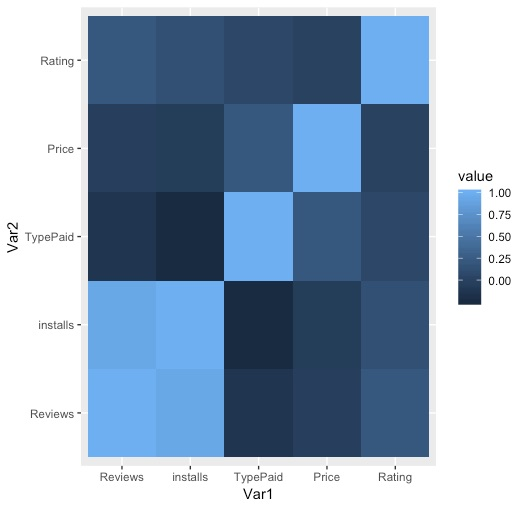 Rating
Price
TypePaid
installs
Reviews
Var2
Reviews installs TypePaid Price Rating
Var1
value
1.00
0.75
0.50
0.25
0.00